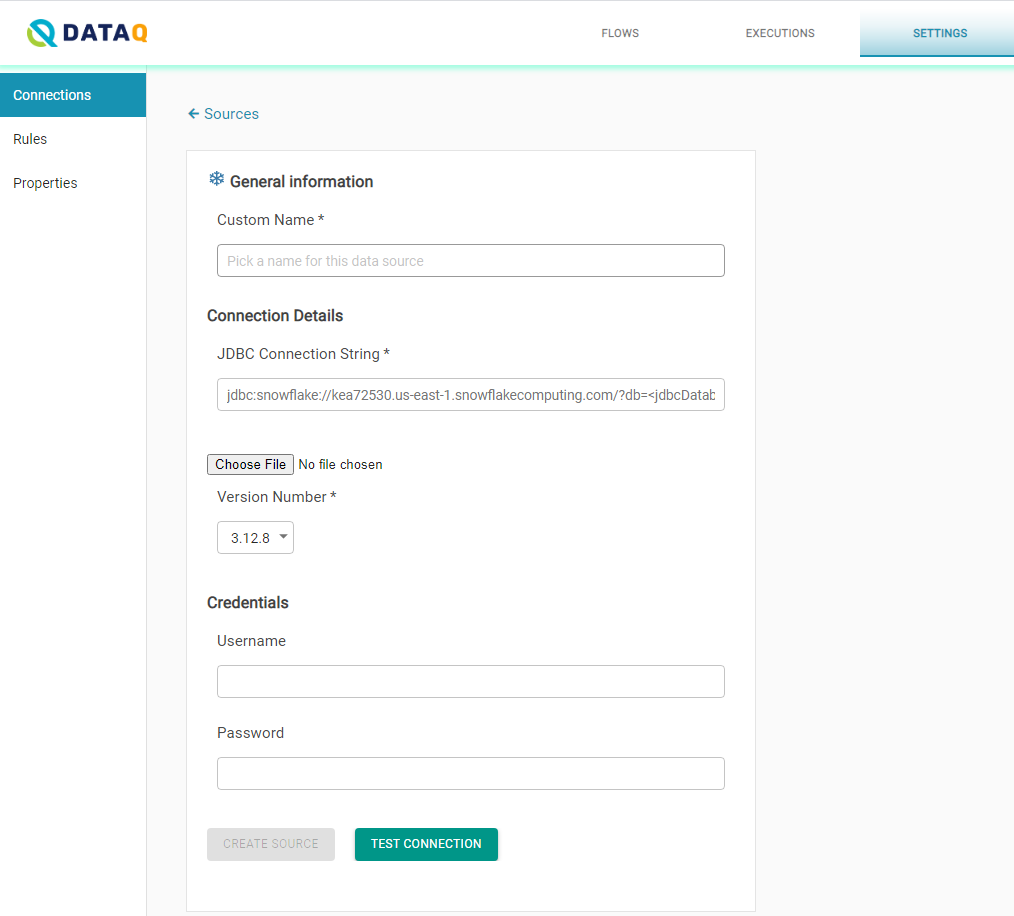 DATAQ
FLOWS
EXECUTIONS
SETTINGS
Connections
Rules
Properties
← Sources
General information
Custom Name *
Pick a name for this data source
Connection Details
JDBC Connection String *
jdbc:snowflake://kea72530.us-east-1.snowflakecomputing.com/?db=<jdbcDatab
Choose File No file chosen
Version Number *
3.12.8
Credentials
Username
Password
CREATE SOURCE
TEST CONNECTION